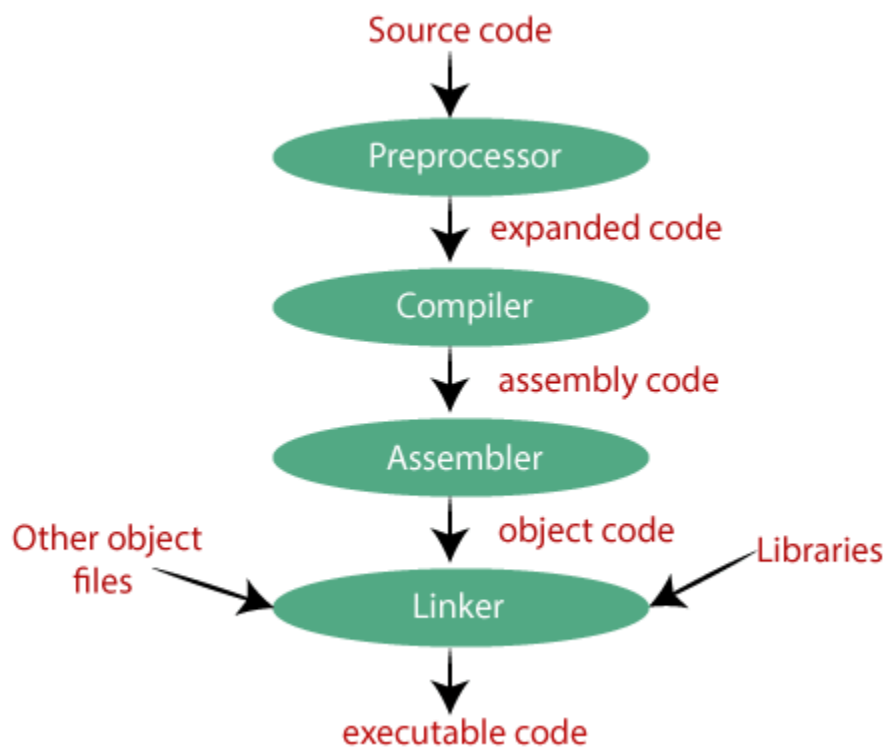 Source code
Preprocessor
expanded code
Compiler
assembly code
Assembler
object code
Other object
files
Libraries
Linker
executable code